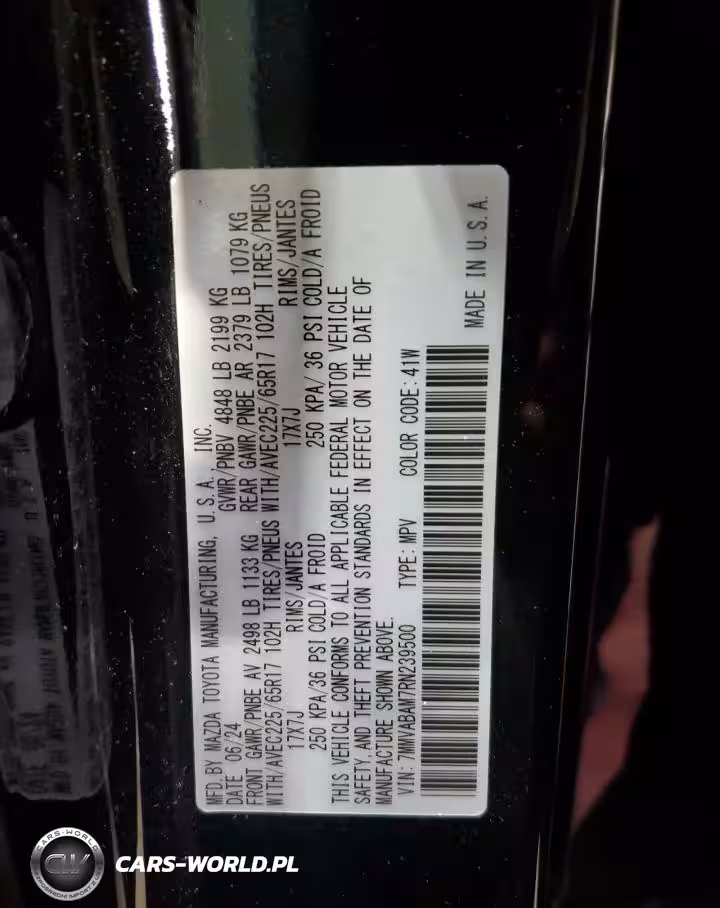 MFD. BY MAZDA TOYOTA MANUFACTURING, U.S.A., INC.
DATE 06/24 GVWR/PNBV 4848 LB 2199 KG
FRONT GAWR/PNBE AV 2498 LB 1133 KG REAR GAWR/PNBE AR 2379 LB 1079 KG
WITH/AVEC225/65R17 102H TIRES/PNEUS WITH/AVEC225/65R17 102H TIRES/PNEUS
17X7J RIMS/JANTES 17X7J RIMS/JANTES
250 KPA/36 PSI COLD/A FROID 250 KPA/ 36 PSI COLD/A FROID
THIS VEHICLE CONFORMS TO ALL APPLICABLE FEDERAL MOTOR VEHICLE
SAFETY,AND THEFT PREVENTION STANDARDS IN EFFECT ON THE DATE OF
MANUFACTURE SHOWN ABOVE.
VIN: 7MMVABAM7RN239500 TYPE: MPV COLOR CODE: 41W
MADE IN U.S.A.
CARS-WORLD
CW
CARS-WORLD.PL